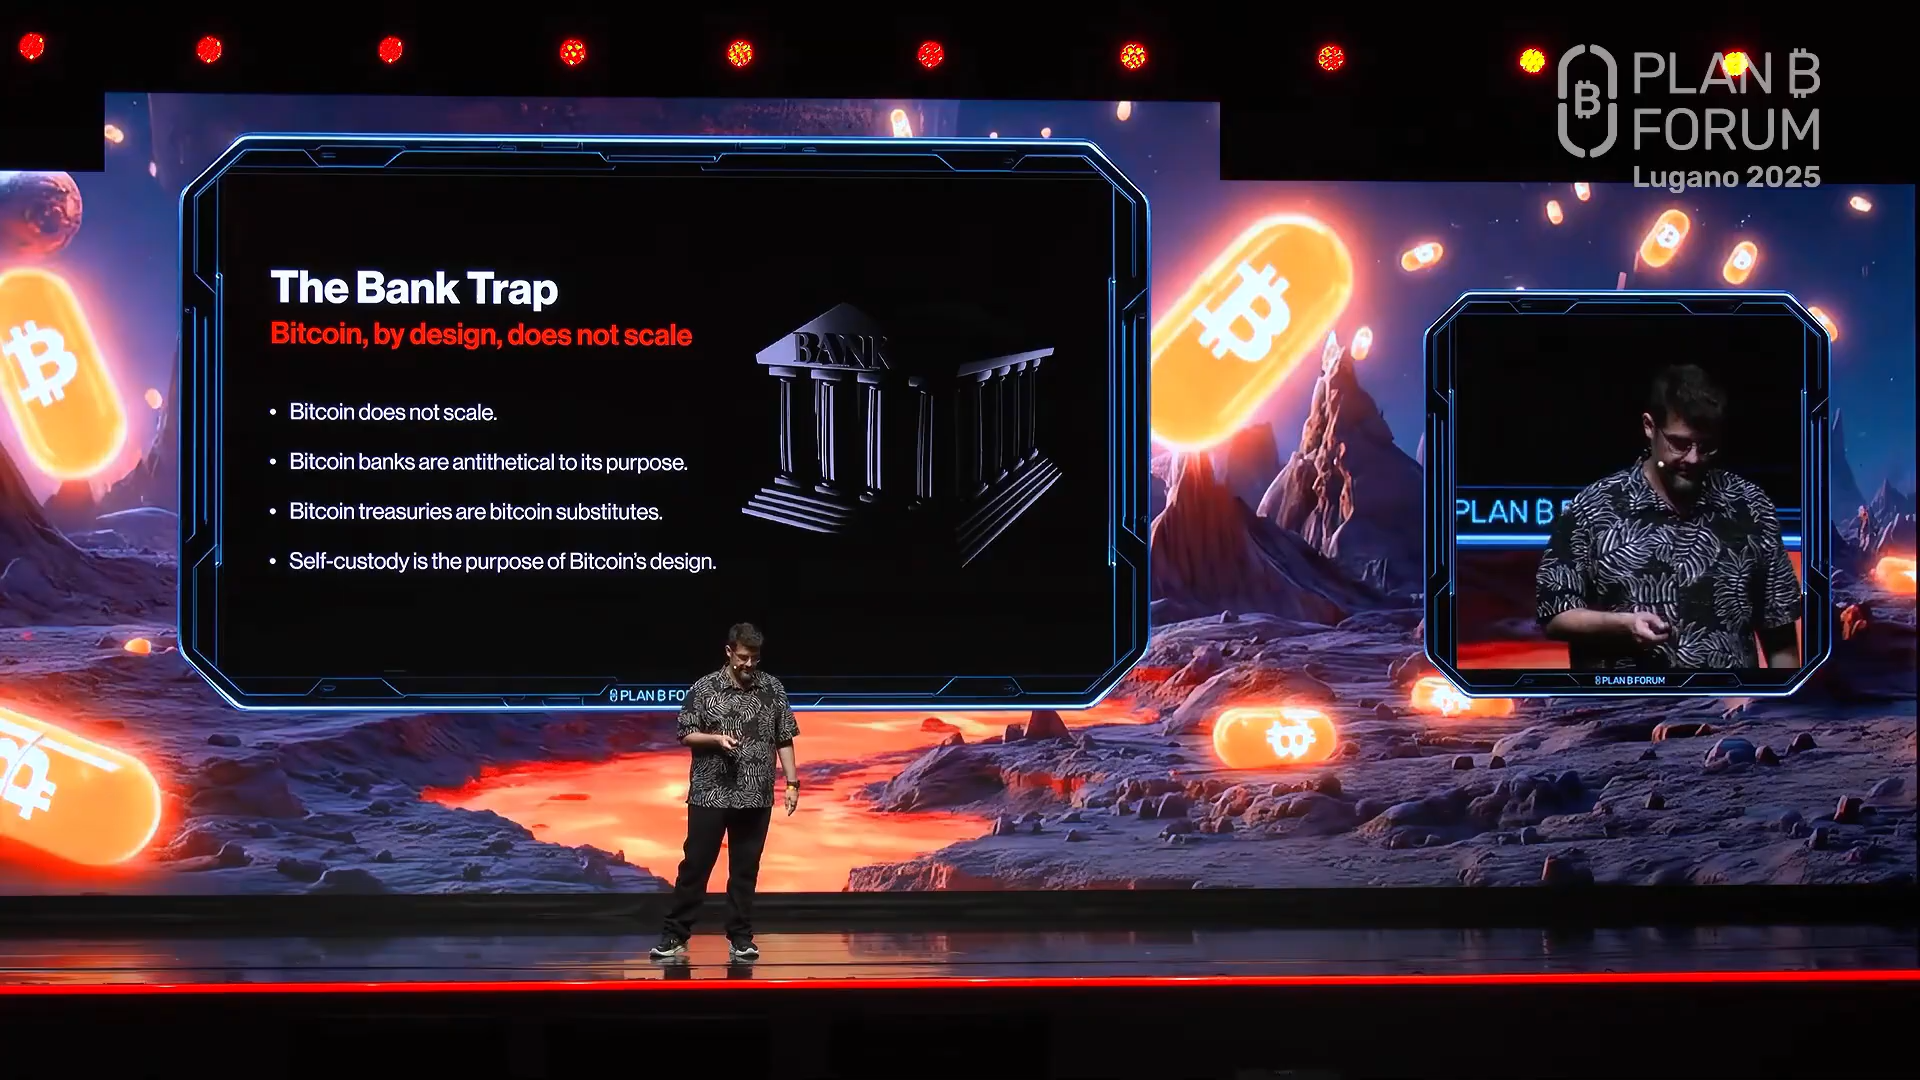 PLAN ₿
FORUM
Lugano 2025
The Bank Trap
Bitcoin, by design, does not scale
• Bitcoin does not scale.
• Bitcoin banks are antithetical to its purpose.
• Bitcoin treasuries are bitcoin substitutes.
• Self-custody is the purpose of Bitcoin's design.
BANK
PLAN ₿
PLAN ₿ FORUM
PLAN ₿